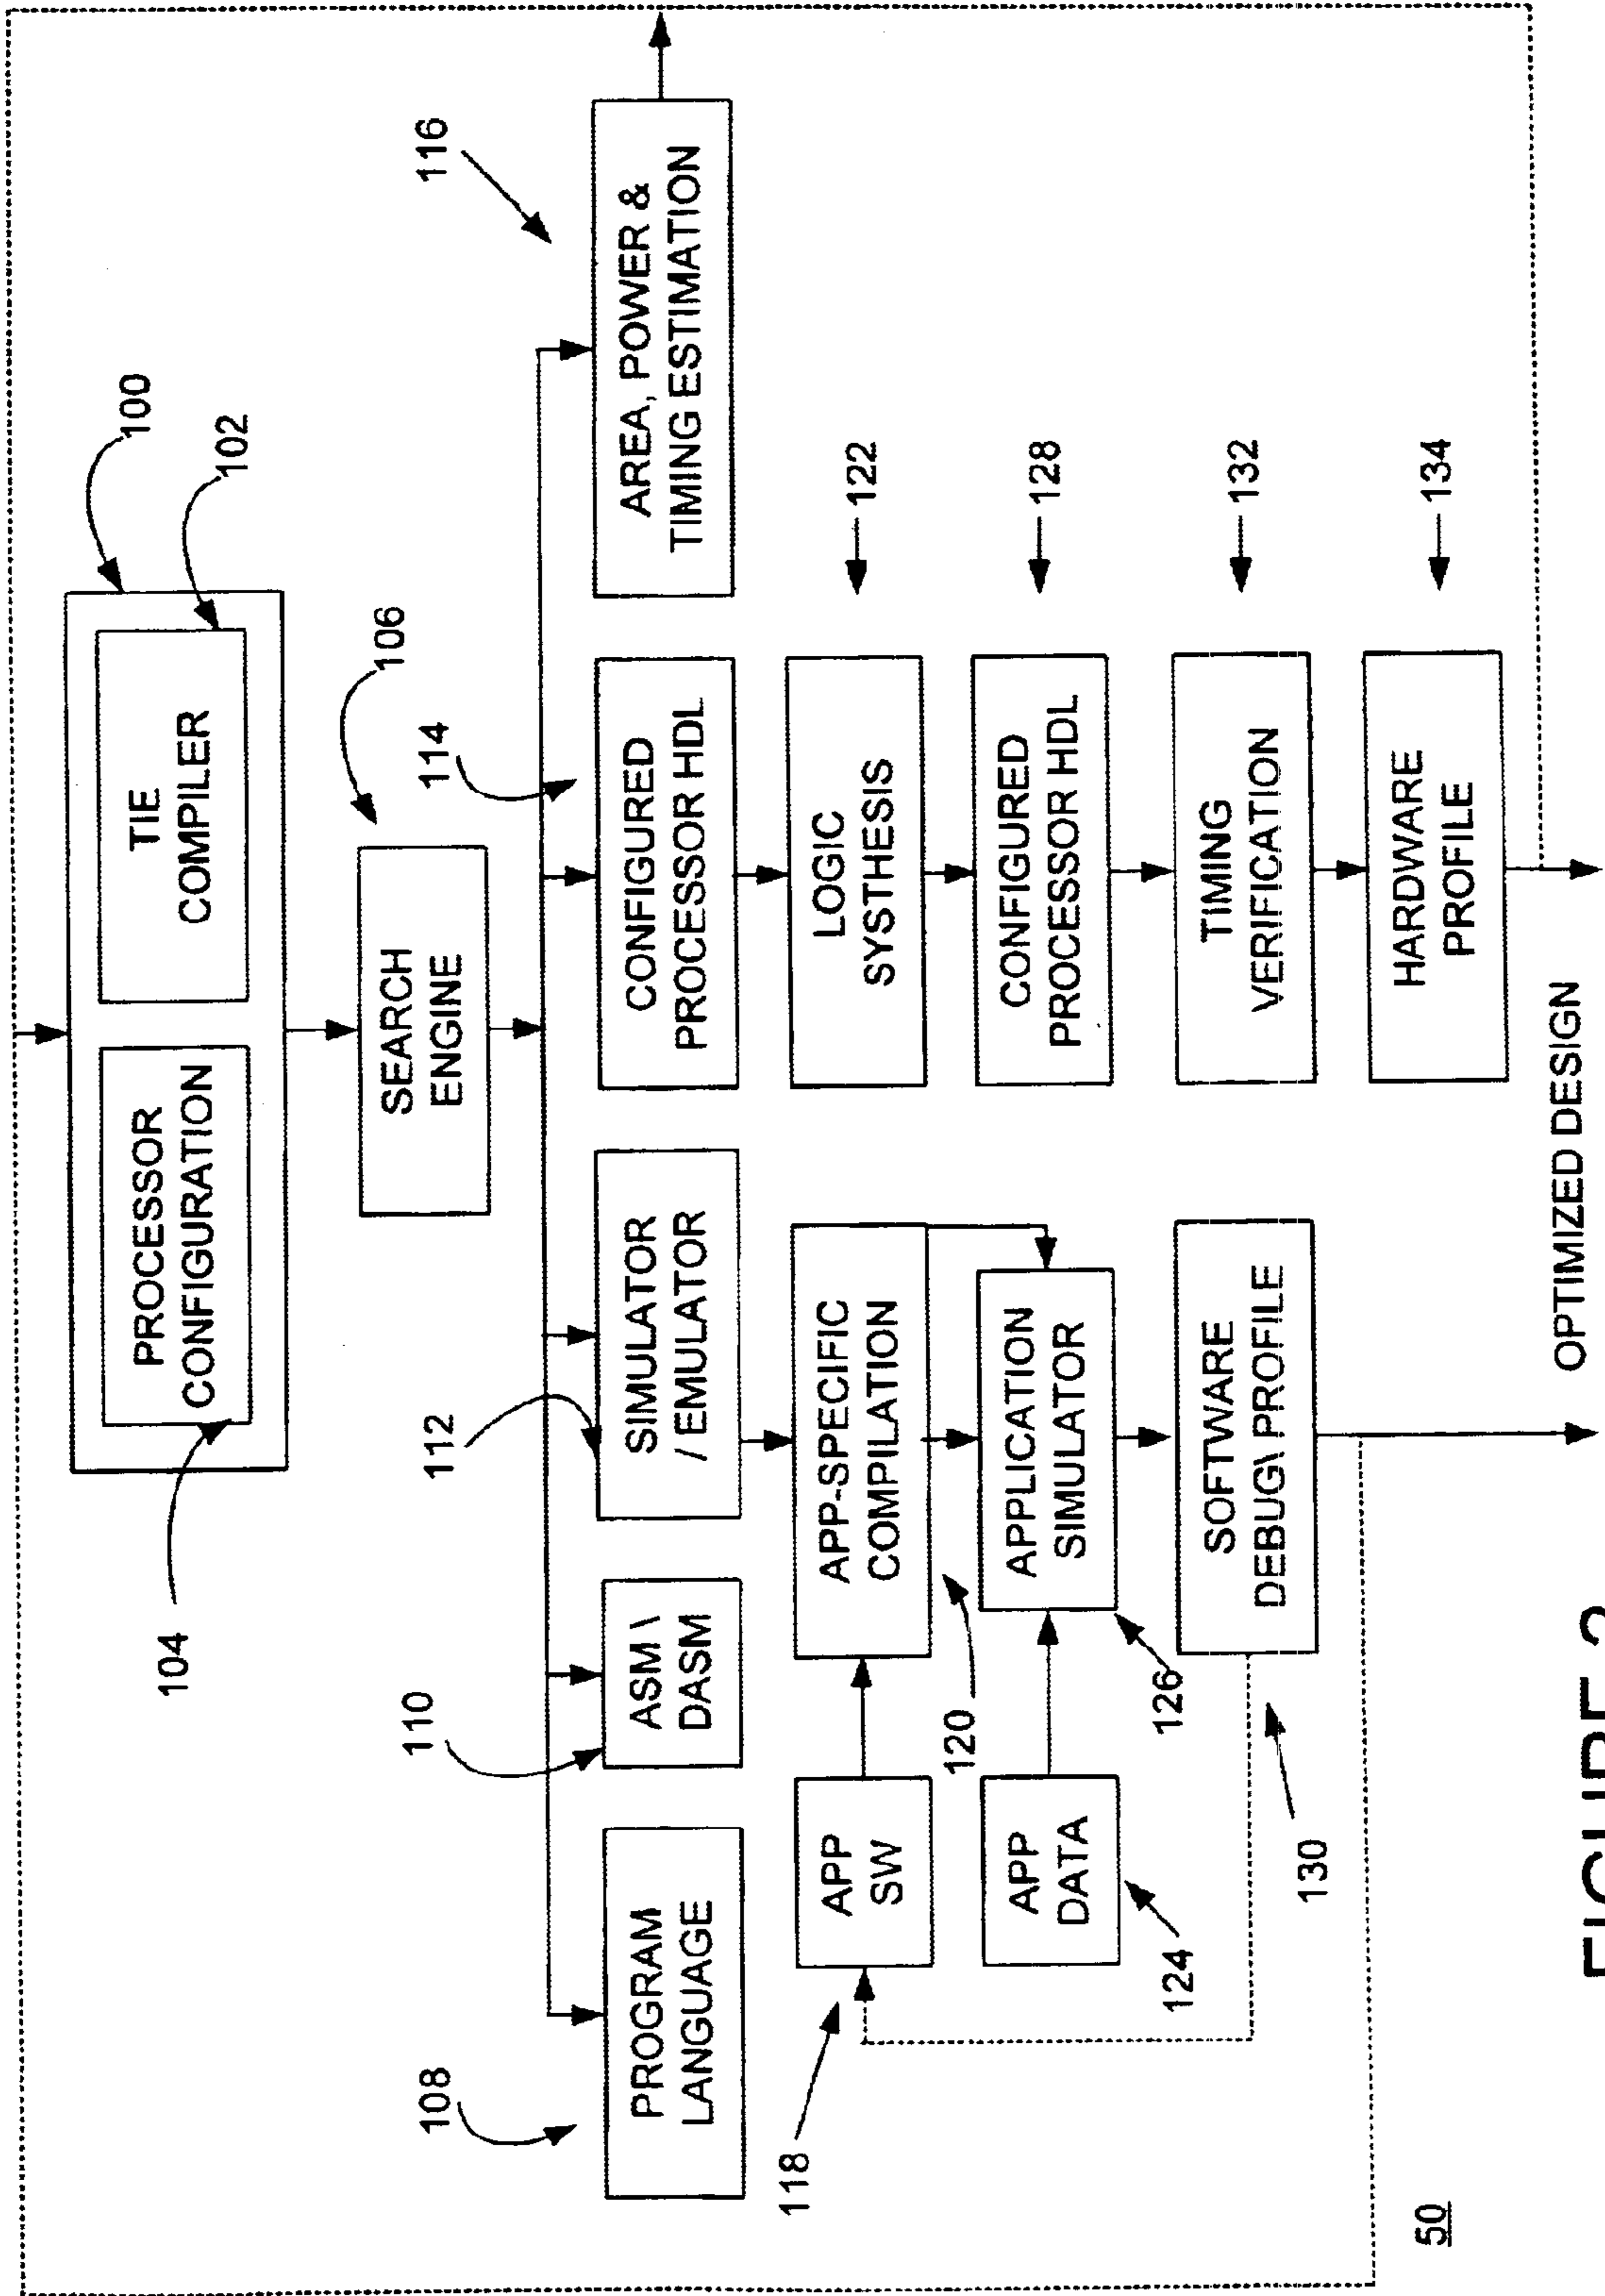 100
102
TIE
COMPILER
PROCESSOR
CONFIGURATION
104
106
SEARCH
ENGINE
108
110
112
114
116
PROGRAM
LANGUAGE
ASM \
DASM
SIMULATOR
/ EMULATOR
CONFIGURED
PROCESSOR HDL
AREA, POWER &
TIMING ESTIMATION
118
APP
SW
APP-SPECIFIC
COMPILATION
120
LOGIC
SYSTHESIS
122
APP
DATA
124
APPLICATION
SIMULATOR
126
CONFIGURED
PROCESSOR HDL
128
SOFTWARE
DEBUG\ PROFILE
130
TIMING
VERIFICATION
132
HARDWARE
PROFILE
134
50
OPTIMIZED DESIGN